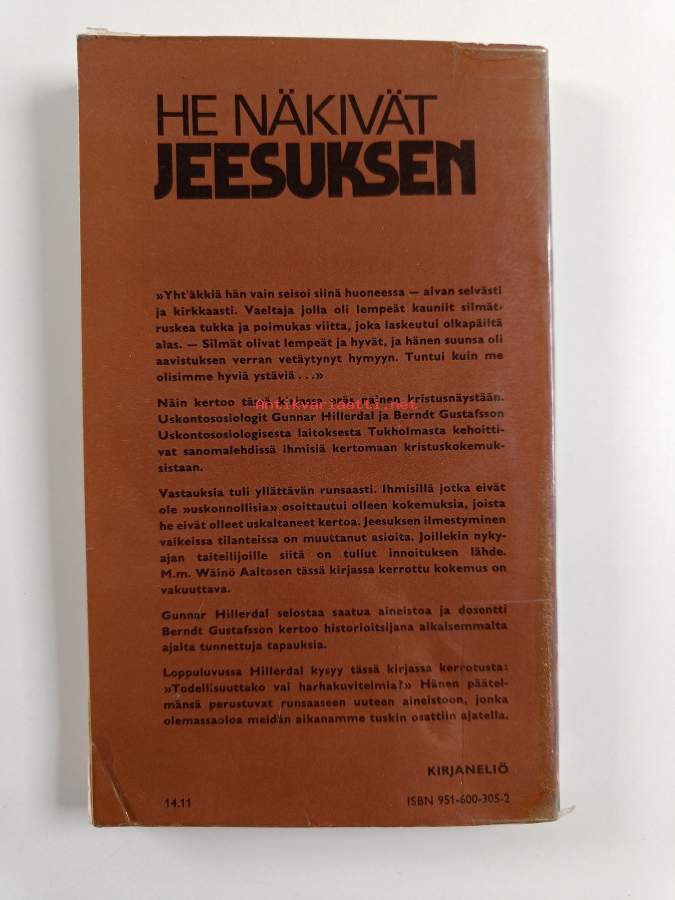 HE NÄKIVÄT
JEESUKSEN
»Yht'äkkiä hän vain seisoi siinä huoneessa — aivan selvästi
ja kirkkaasti. Vaeltaja jolla oli lempeät kauniit silmät,
ruskea tukka ja poimukas viitta, joka laskeutui olkapäiltä
alas. — Silmät olivat lempeät ja hyvät, ja hänen suunsa oli
aavistuksen verran vetäytynyt hymyyn. Tuntui kuin me
olisimme hyviä ystäviä . . .»
Näin kertoo tässä kirjassa eräs nainen kristusnäystään.
Antikvariaatti.net
Uskontososiologit Gunnar Hillerdal ja Berndt Gustafsson
Uskontososiologisesta laitoksesta Tukholmasta kehoitti-
vat sanomalehdissä ihmisiä kertomaan kristuskokemuk-
sistaan.
Vastauksia tuli yllättävän runsaasti. Ihmisillä jotka eivät
ole »uskonnollisia» osoittautui olleen kokemuksia, joista
he eivät olleet uskaltaneet kertoa. Jeesuksen ilmestyminen
vaikeissa tilanteissa on muuttanut asioita. Joillekin nyky-
ajan taiteilijoille siitä on tullut innoituksen lähde.
M.m. Wäinö Aaltosen tässä kirjassa kerrottu kokemus on
vakuuttava.
Gunnar Hillerdal selostaa saatua aineistoa ja dosentti
Berndt Gustafsson kertoo historioitsijana aikaisemmalta
ajalta tunnettuja tapauksia.
Loppuluvussa Hillerdal kysyy tässä kirjassa kerrotusta:
»Todellisuuttako vai harhakuvitelmia?» Hänen päätel-
mänsä perustuvat runsaaseen uuteen aineistoon, jonka
olemassaoloa meidän aikanamme tuskin osattiin ajatella.
KIRJANELIÖ
14.11
ISBN 951-600-305-2